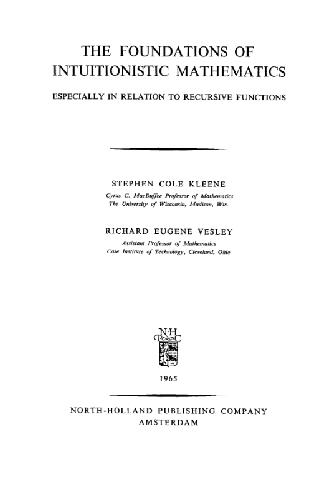 THE FOUNDATIONS OF
INTUITIONISTIC MATHEMATICS
ESPECIALLY IN RELATION TO RECURSIVE FUNCTIONS
STEPHEN COLE KLEENE
Cyrus C. MacDuffee Professor of Mathematics
The University of Wisconsin, Madison, Wis.
RICHARD EUGENE VESLEY
Assistant Professor of Mathematics
Case Institute of Technology, Cleveland, Ohio
N·H
1965
NORTH-HOLLAND PUBLISHING COMPANY
AMSTERDAM